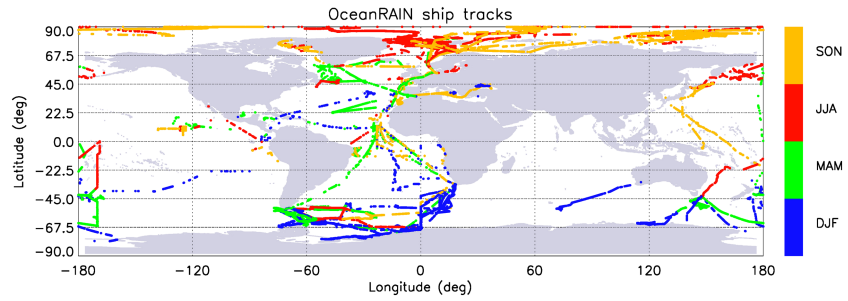 OceanRAIN ship tracks
Latitude (deg)
90.0
67.5
45.0
22.5
0.0
−22.5
−45.0
−67.5
−90.0
−180
−120
−60
0
60
120
180
Longitude (deg)
SON
JJA
MAM
DJF